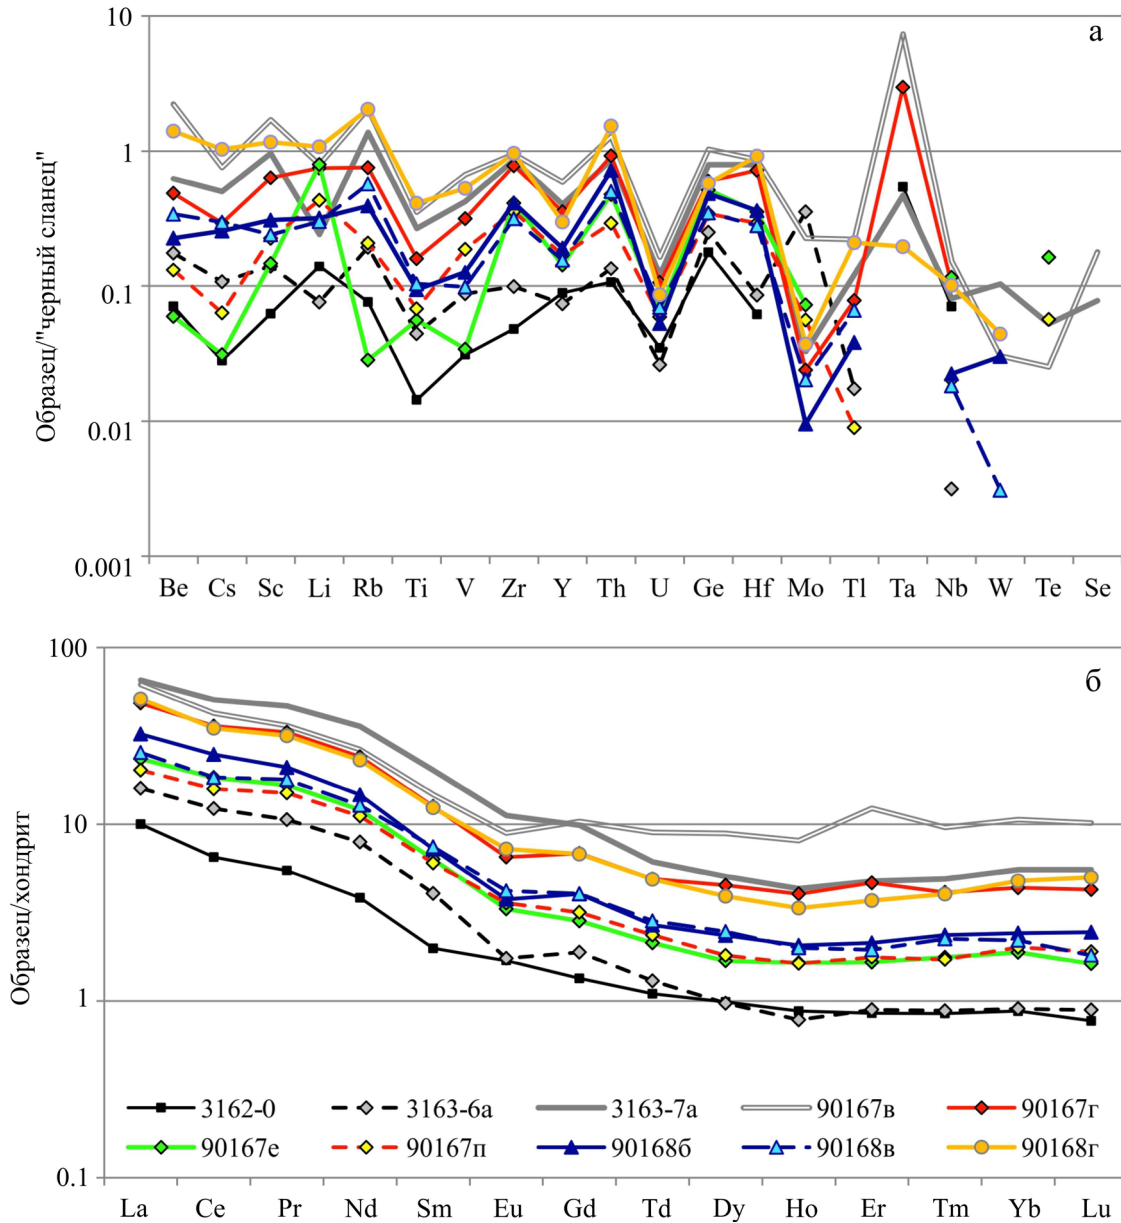 а
Образец/"черный сланец"
10
1
0.1
0.01
0.001
Be Cs Sc Li Rb Ti V Zr Y Th U Ge Hf Mo Tl Ta Nb W Te Se
б
Образец/хондрит
100
10
1
0.1
3162-0 3163-6а 3163-7а 90167в 90167г
90167е 90167п 90168б 90168в 90168г
La Ce Pr Nd Sm Eu Gd Td Dy Ho Er Tm Yb Lu